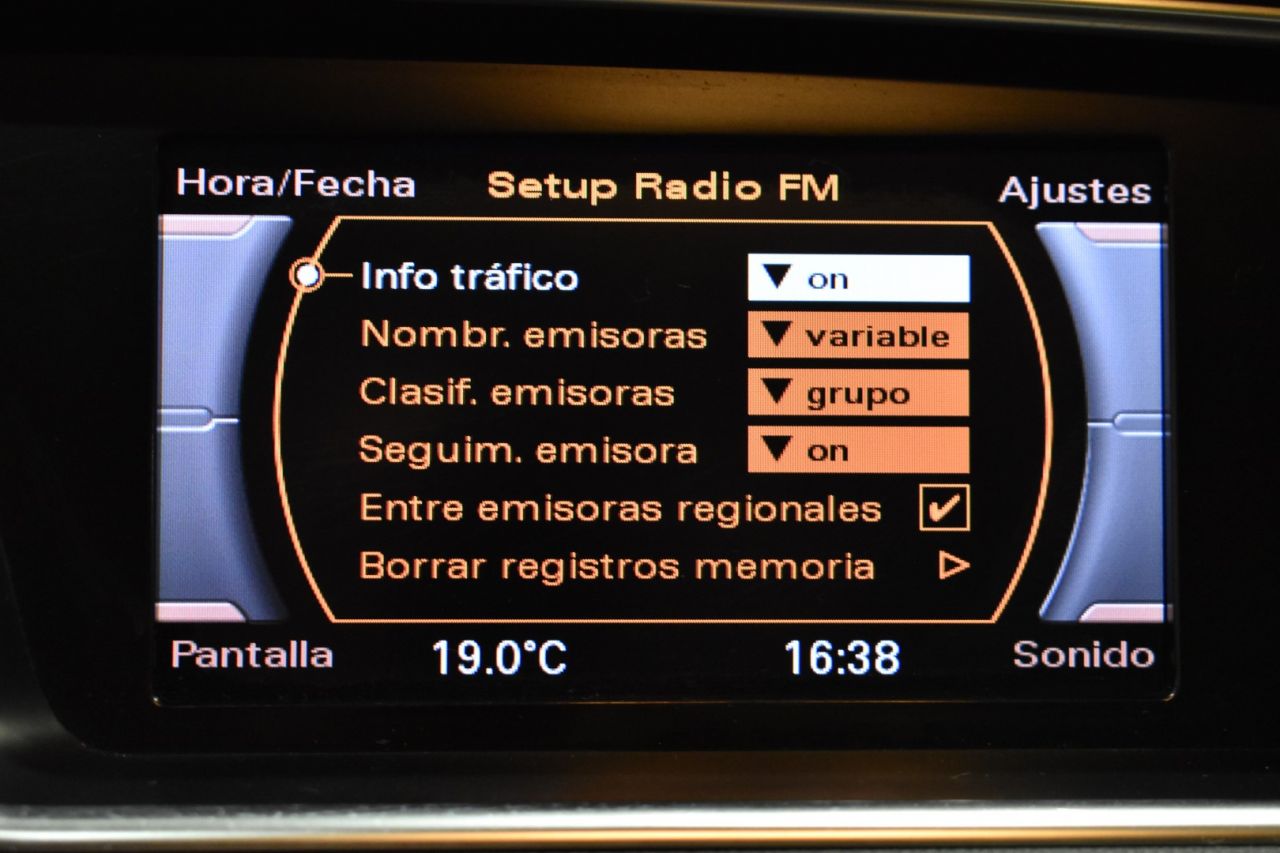 Hora/Fecha Setup Radio FM Ajustes
Info tráfico on
Nombr. emisoras variable
Clasif. emisoras grupo
Seguim. emisora on
Entre emisoras regionales
Borrar registros memoria
Pantalla 19.0°C 16:38 Sonido